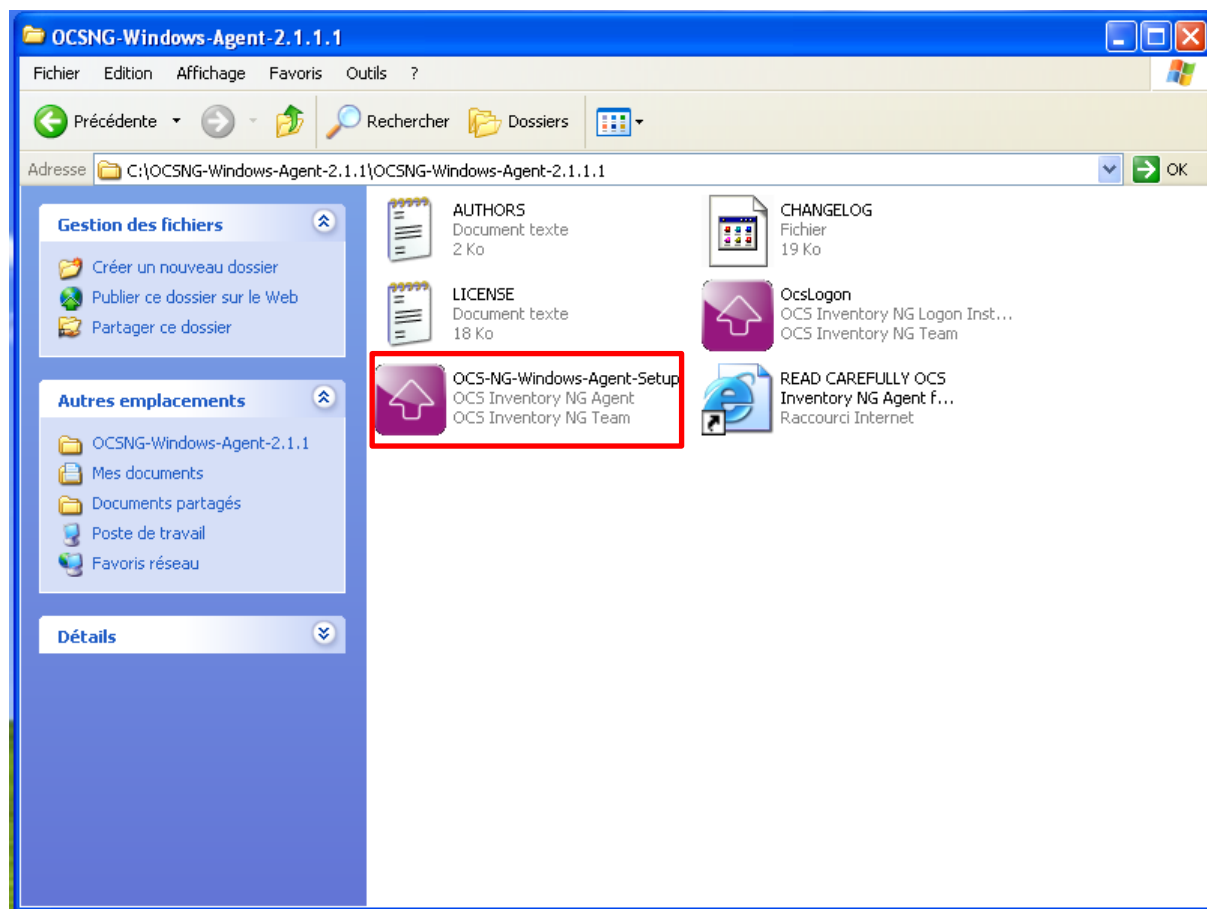 OCSNG-Windows-Agent-2.1.1.1
Fichier Edition Affichage Favoris Outils ?
Précédente Rechercher Dossiers
Adresse C:\OCSNG-Windows-Agent-2.1.1\OCSNG-Windows-Agent-2.1.1.1 OK
Gestion des fichiers
Créer un nouveau dossier
Publier ce dossier sur le Web
Partager ce dossier
Autres emplacements
OCSNG-Windows-Agent-2.1.1
Mes documents
Documents partagés
Poste de travail
Favoris réseau
Détails
AUTHORS
Document texte
2 Ko
CHANGELOG
Fichier
19 Ko
LICENSE
Document texte
18 Ko
OcsLogon
OCS Inventory NG Logon Inst...
OCS Inventory NG Team
OCS-NG-Windows-Agent-Setup
OCS Inventory NG Agent
OCS Inventory NG Team
READ CAREFULLY OCS
Inventory NG Agent f...
Raccourci Internet